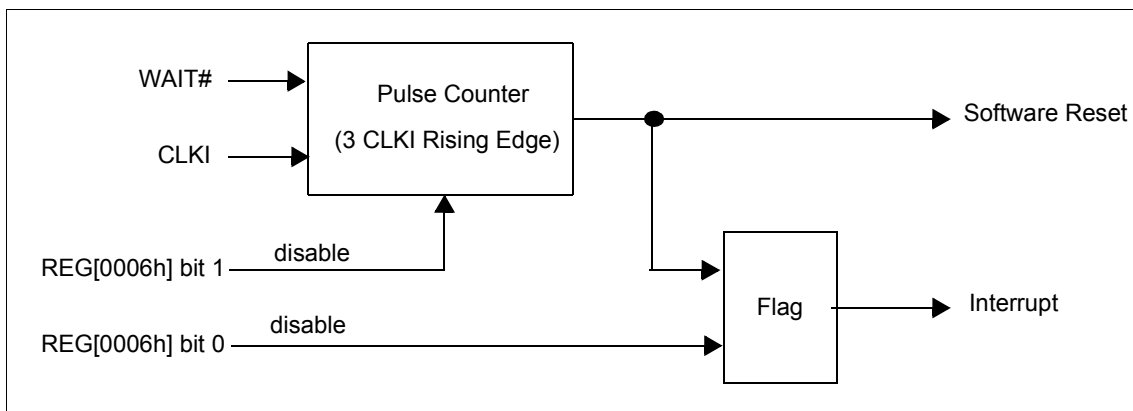 WAIT#
Pulse Counter
(3 CLKI Rising Edge)
Software Reset
CLKI
REG[0006h] bit 1
disable
Flag
Interrupt
REG[0006h] bit 0
disable